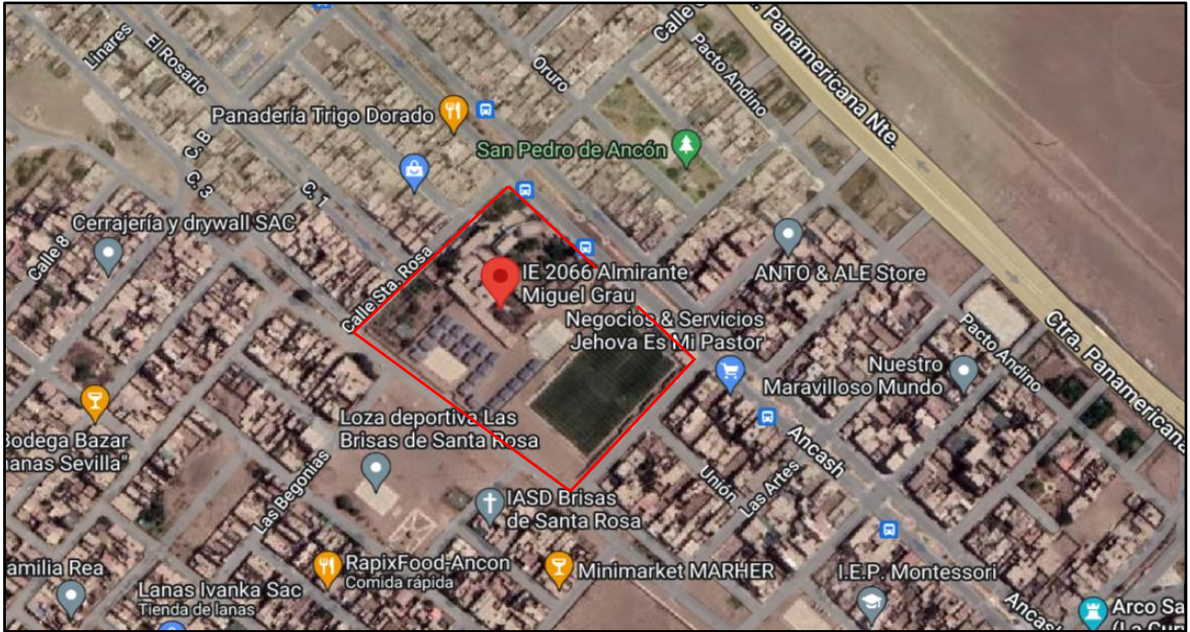 Linares
El Rosario
Oruro
Pacto Andino
Panamericana Nte.
Panadería Trigo Dorado
San Pedro de Ancón
C. B
C. 3
C. 1
Calle 8
Cerrajería y drywall SAC
Calle Sta. Rosa
IE 2066 Almirante
Miguel Grau
ANTO & ALE Store
Negocios & Servicios
Jehova Es Mi Pastor
Pacto Andino
Ctra. Panamericana
Nuestro
Maravilloso Mundo
Loza deportiva Las
Brisas de Santa Rosa
Bodega Bazar
Ancash
Unión
Las Artes
Las Begonias
IASD Brisas
de Santa Rosa
RapixFood-Ancon
Comida rápida
Minimarket MARHER
I.E.P. Montessori
Lanas Ivanka Sac
Tienda de lanas
Ancash
Arco